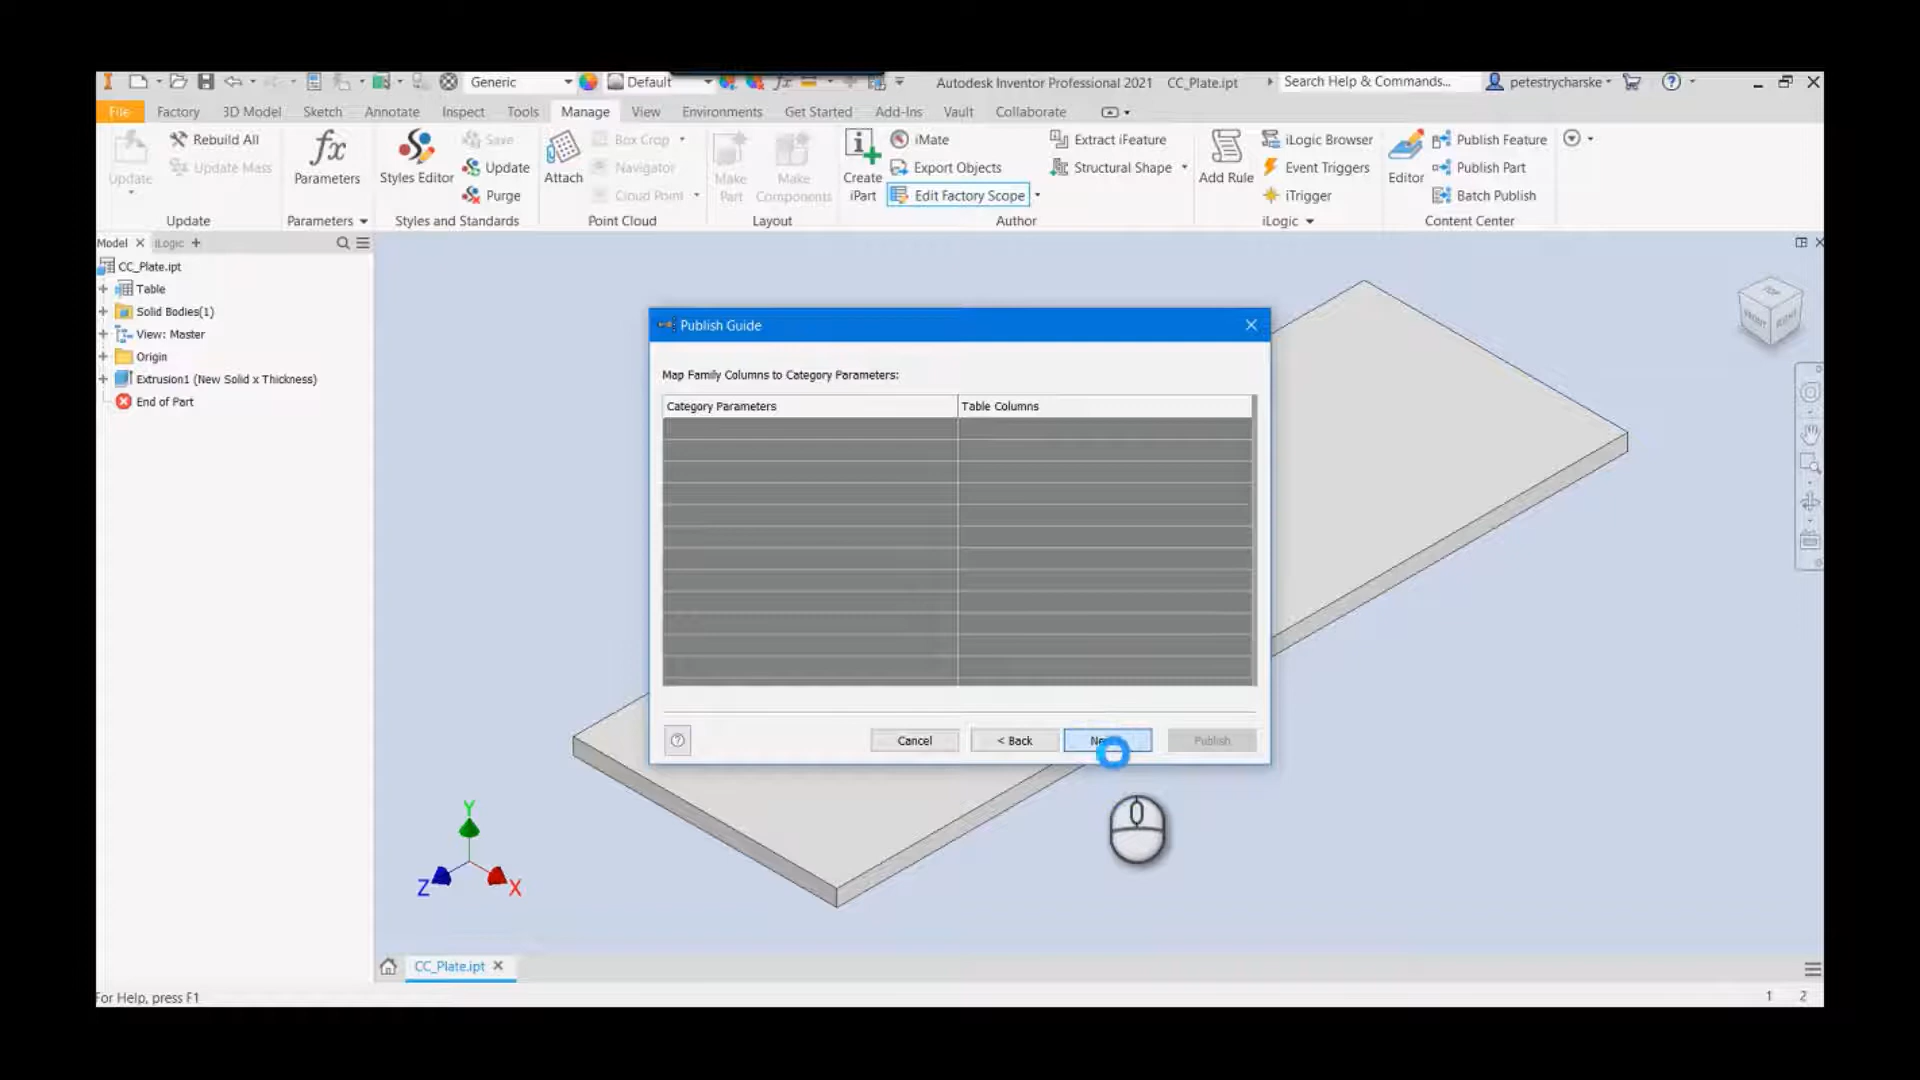 Generic
Default
Autodesk Inventor Professional 2021 CC_Plate.ipt
Search Help & Commands...
petestrycharske
File Factory 3D Model Sketch Annotate Inspect Tools Manage View Environments Get Started Add-Ins Vault Collaborate
Update
Rebuild All
Update Mass
Update
fx
Parameters
Parameters
Styles Editor
Save
Update
Purge
Styles and Standards
Attach
Box Crop
Navigator
Cloud Point
Point Cloud
Make Part
Make Components
Layout
Create iPart
iMate
Export Objects
Edit Factory Scope
Extract iFeature
Structural Shape
Author
Add Rule
iLogic Browser
Event Triggers
iTrigger
iLogic
Editor
Publish Feature
Publish Part
Batch Publish
Content Center
Model iLogic +
CC_Plate.ipt
Table
Solid Bodies(1)
View: Master
Origin
Extrusion1 (New Solid x Thickness)
End of Part
TOP
FRONT
RIGHT
Publish Guide
Map Family Columns to Category Parameters:
Category Parameters Table Columns
Cancel < Back Publish
Y
Z X
CC_Plate.ipt
For Help, press F1
1 2